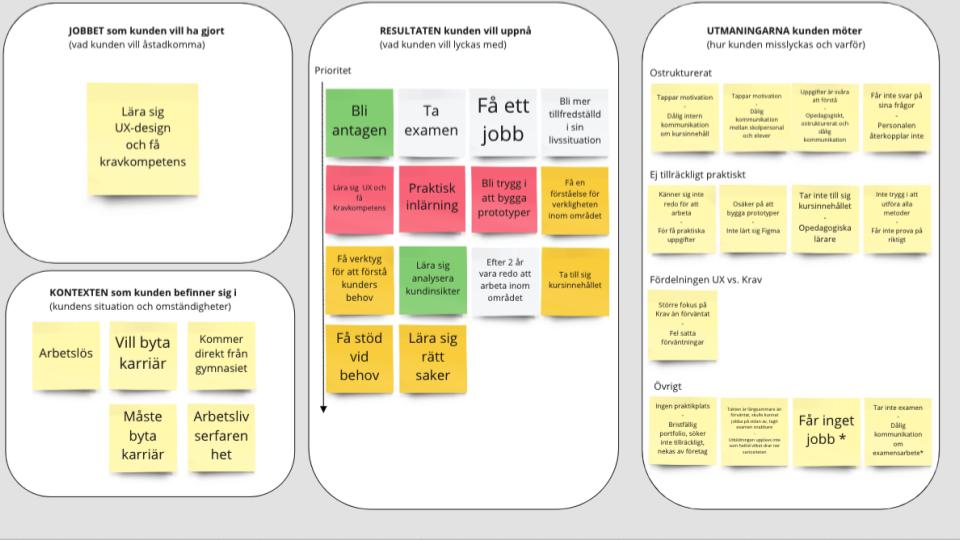 JOBBET som kunden vill ha gjort
(vad kunden vill åstadkomma)
Lära sig
UX-design
och få
kravkompetens
KONTEXTEN som kunden befinner sig i
(kundens situation och omständigheter)
Arbetslös
Vill byta
karriär
Kommer
direkt från
gymnasiet
Måste
byta
karriär
Arbetsliv
serfaren
het
RESULTATEN kunden vill uppnå
(vad kunden vill lyckas med)
Prioritet
Bli
antagen
Ta
examen
Få ett
jobb
Bli mer
tillfredställd
i sin
livssituation
Lära sig UX och
få
Kravkompetens
Praktisk
inlärning
Bli trygg i
att bygga
prototyper
Få en
förståelse för
verkligheten
inom området
Få verktyg
för att förstå
kunders
behov
Lära sig
analysera
kundinsikter
Efter 2 år
vara redo att
arbeta inom
området
Ta till sig
kursinnehållet
Få stöd
vid
behov
Lära sig
rätt
saker
UTMANINGARNA kunden möter
(hur kunden misslyckas och varför)
Ostrukturerat
Tappar motivation
-
Dålig intern
kommunikation
om kursinnehåll
Tappar motivation
-
Dålig
kommunikation
mellan skolpersonal
och elever
Uppgifter är svåra
att förstå
-
Opedagogiskt,
ostrukturerat och
dålig
kommunikation
Får inte svar på
sina frågor
-
Personalen
återkopplar inte
Ej tillräckligt praktiskt
Känner sig inte
redo för att
arbeta
-
För få praktiska
uppgifter
Osäker på att
bygga prototyper
-
Inte lärt sig Figma
Tar inte till sig
kursinnehållet
-
Opedagogiska
lärare
Inte trygg i att
utföra alla
metoder
-
Får inte prova på
riktigt
Fördelningen UX vs. Krav
Större fokus på
Krav än förväntat
-
Fel satta
förväntningar
Övrigt
Ingen praktikplats
-
Bristfällig
portfolio, söker
inte tillräckligt,
nekas av företag
Takten är långsammare än
Får inget
jobb *
Tar inte examen
-
Dålig
kommunikation
om
examensarbete*